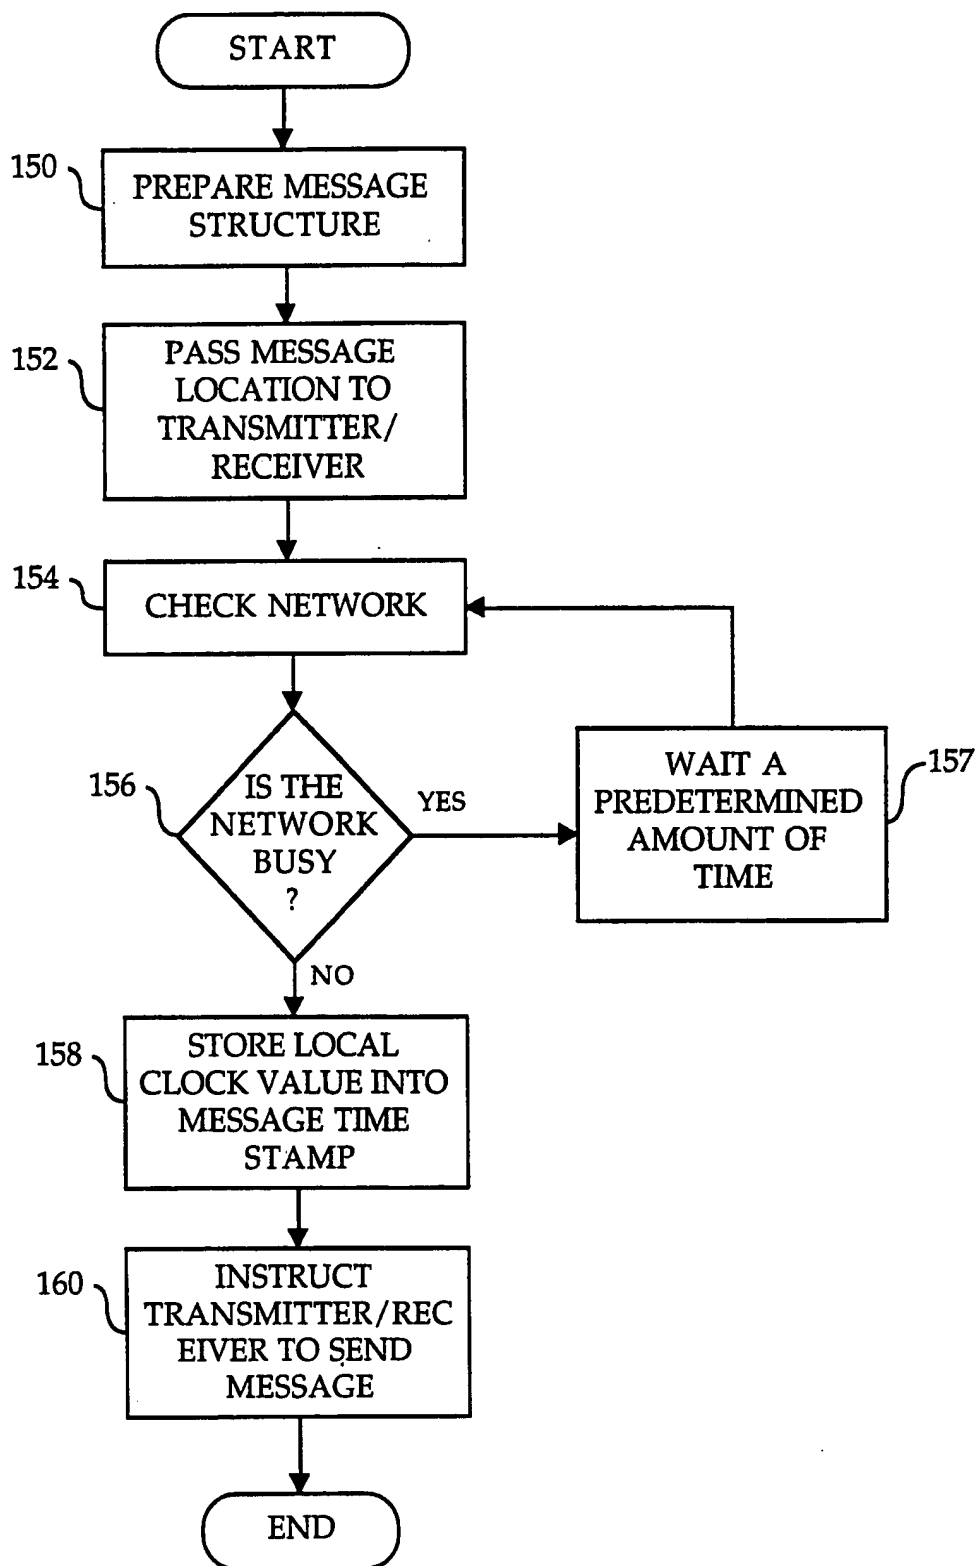 START
150
PREPARE MESSAGE
STRUCTURE
152
PASS MESSAGE
LOCATION TO
TRANSMITTER/
RECEIVER
154
CHECK NETWORK
156
IS THE
NETWORK
BUSY
?
YES
WAIT A
PREDETERMINED
AMOUNT OF
TIME
157
NO
158
STORE LOCAL
CLOCK VALUE INTO
MESSAGE TIME
STAMP
160
INSTRUCT
TRANSMITTER/REC
EIVER TO SEND
MESSAGE
END